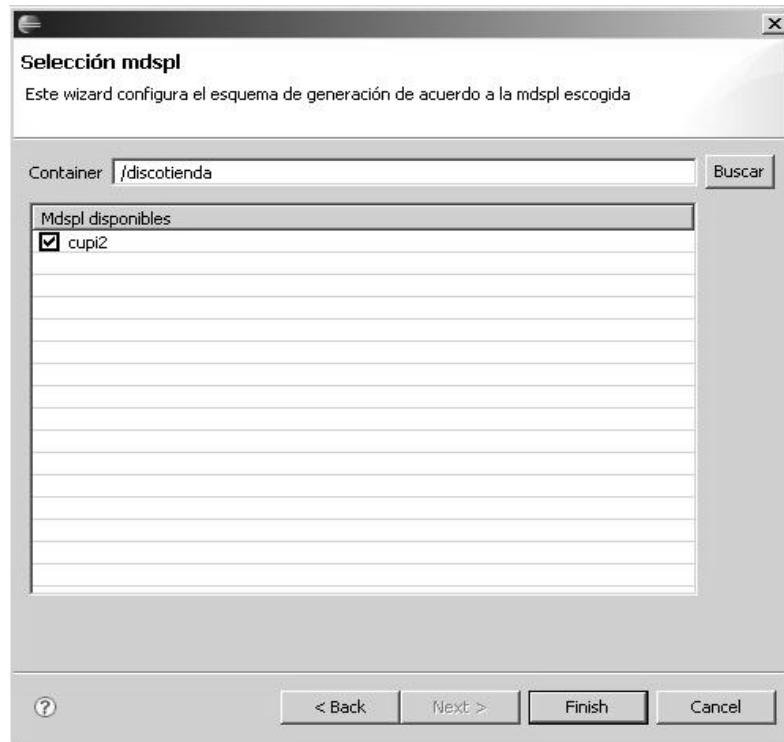 Selección mdspl
Este wizard configura el esquema de generación de acuerdo a la mdspl escogida
Container /discotienda Buscar
Mdspl disponibles
cupi2
? < Back Next > Finish Cancel